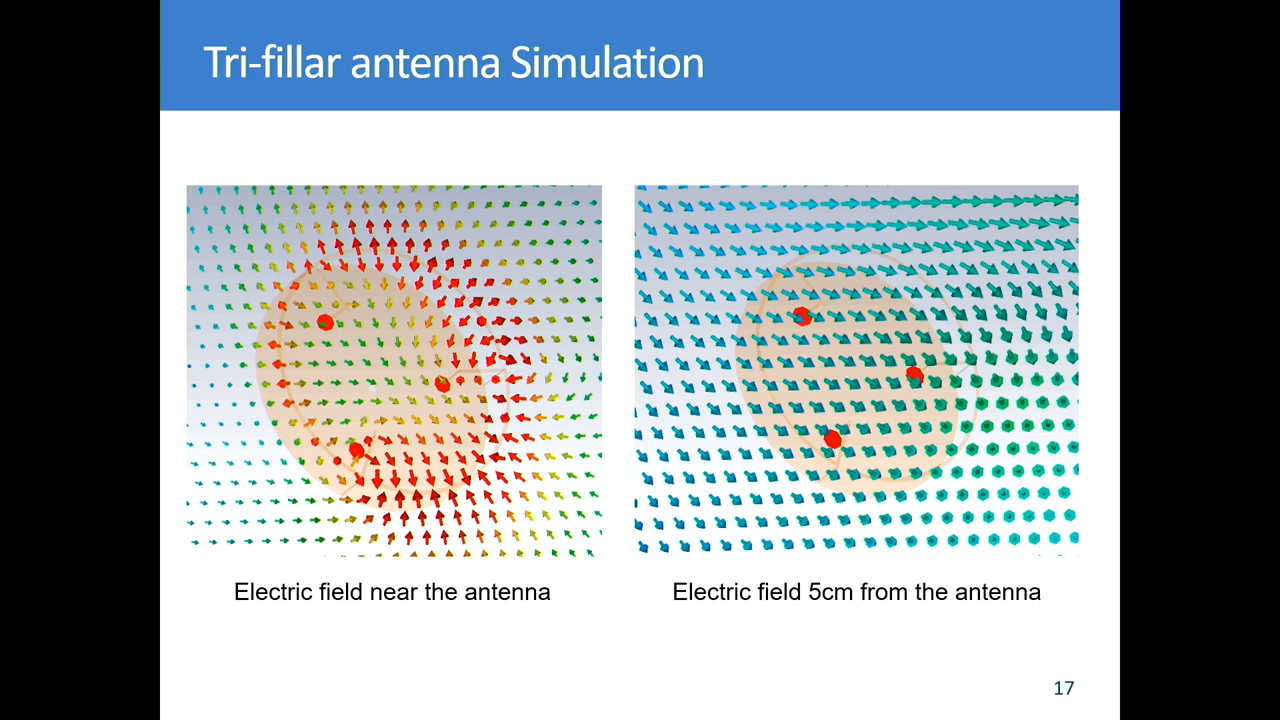 Tri-fillar antenna Simulation
Electric field near the antenna
Electric field 5cm from the antenna
17